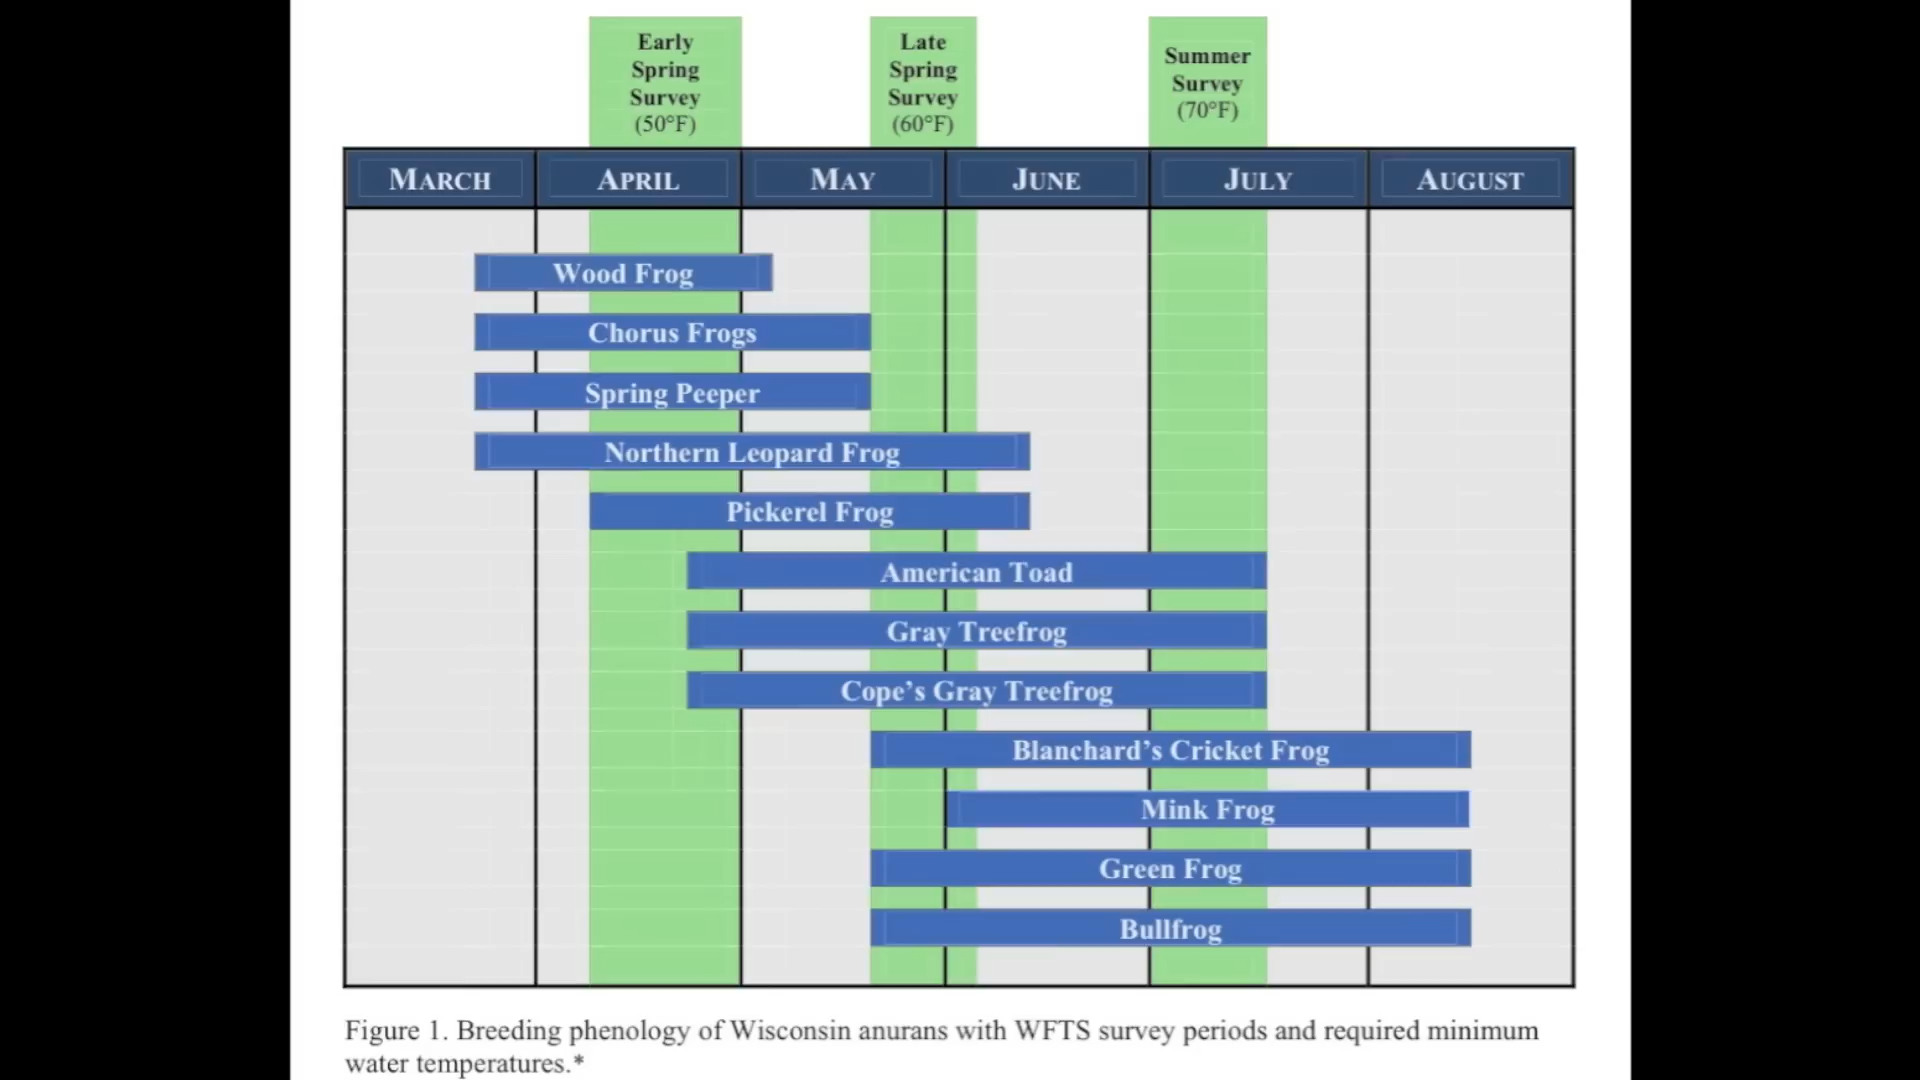 Early
Spring
Survey
(50°F)
Late
Spring
Survey
(60°F)
Summer
Survey
(70°F)
MARCH
APRIL
MAY
JUNE
JULY
AUGUST
Wood Frog
Chorus Frogs
Spring Peeper
Northern Leopard Frog
Pickerel Frog
American Toad
Gray Treefrog
Cope’s Gray Treefrog
Blanchard’s Cricket Frog
Mink Frog
Green Frog
Bullfrog
Figure 1. Breeding phenology of Wisconsin anurans with WFTS survey periods and required minimum
water temperatures.*